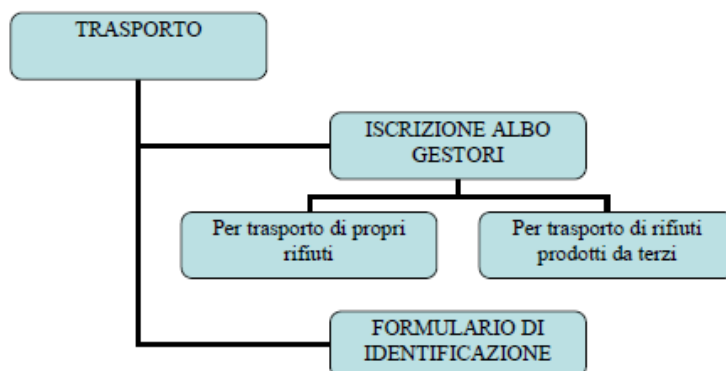 TRASPORTO
ISCRIZIONE ALBO
GESTORI
Per trasporto di propri
rifiuti
Per trasporto di rifiuti
prodotti da terzi
FORMULARIO DI
IDENTIFICAZIONE